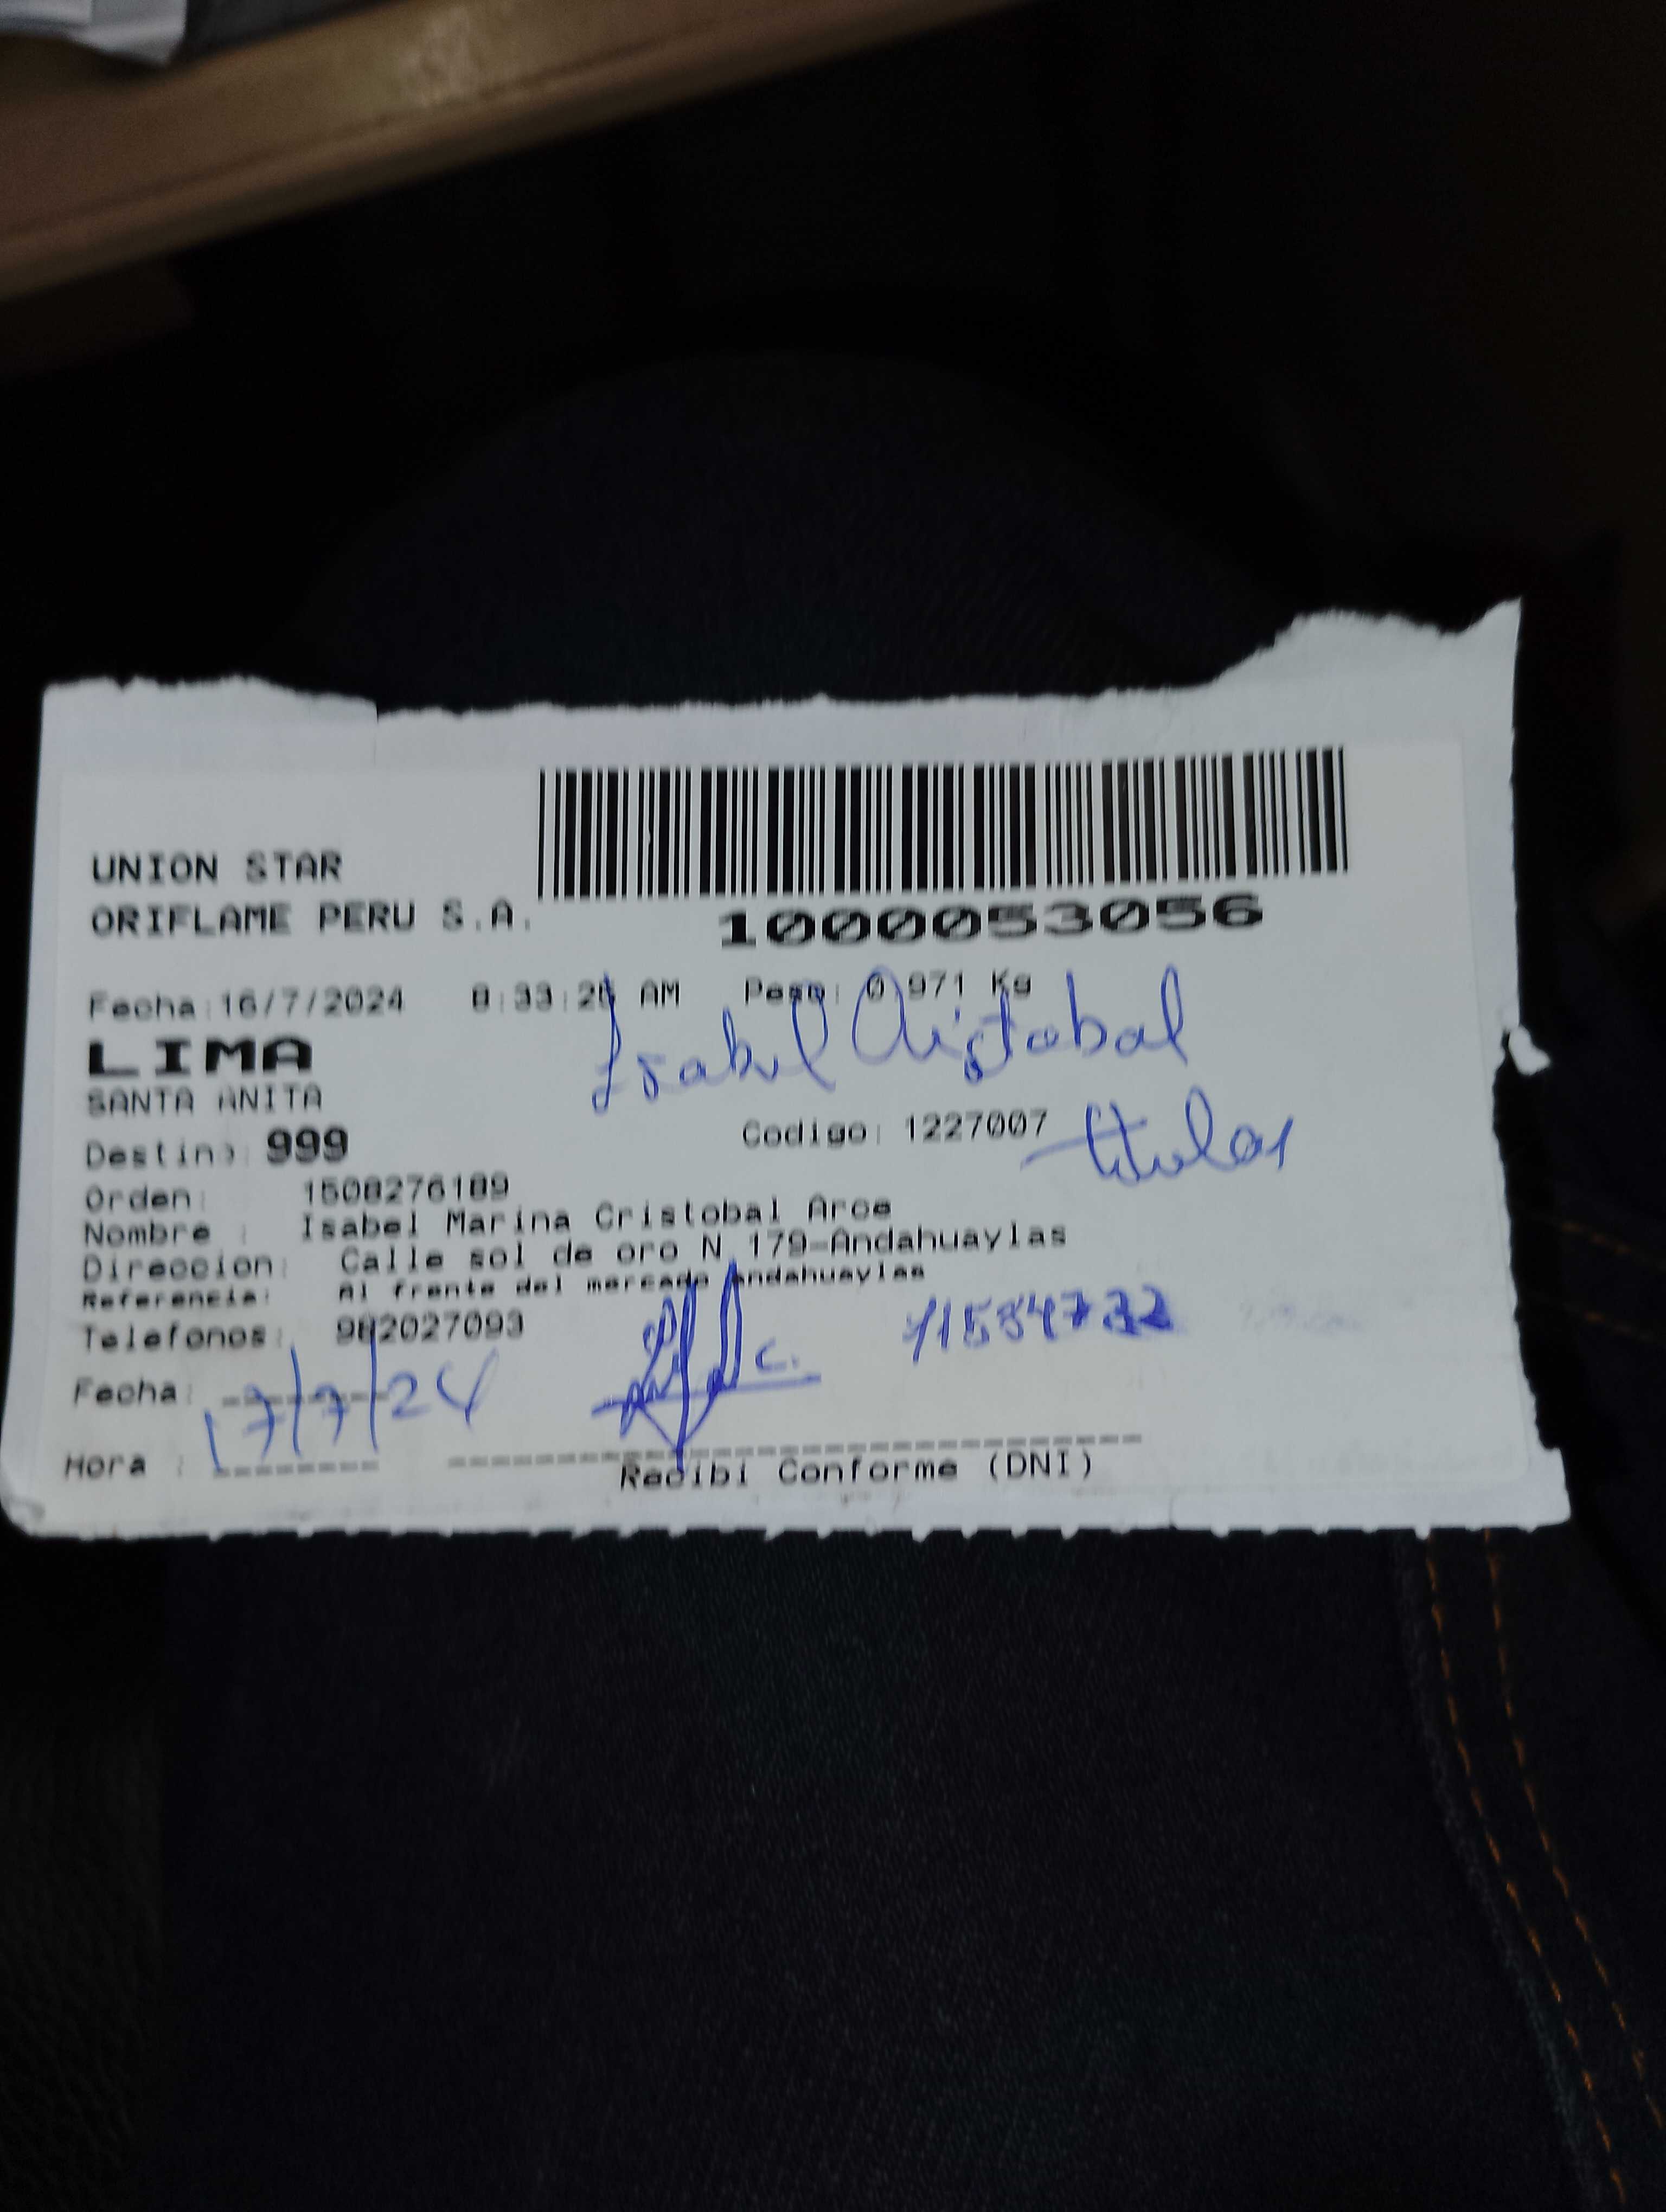 UNION STAR
ORIFLAME PERU S.A.
1000053056
Fecha:16/7/2024 8:33:25 AM Peso: 0.971 Kg
LIMA
Isabel Cristobal
SANTA ANITA
Codigo: 1227007 titular
Destino: 999
Orden: 1508276189
Nombre : Isabel Marina Cristobal Arce
Direccion: Calle sol de oro N 179-Andahuaylas
Referencia: Al frente del mercado andahuaylas
Telefonos: 982027093
Fecha: 17/7/24
Hora :
Recibi Conforme (DNI)